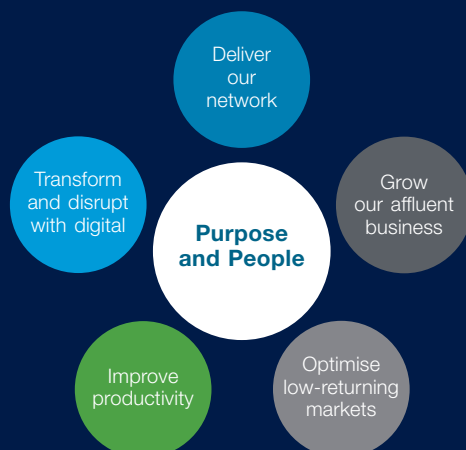 Deliver
our
network
Transform
and disrupt
with digital
Grow
our affluent
business
Purpose
and People
Improve
productivity
Optimise
low-returning
markets